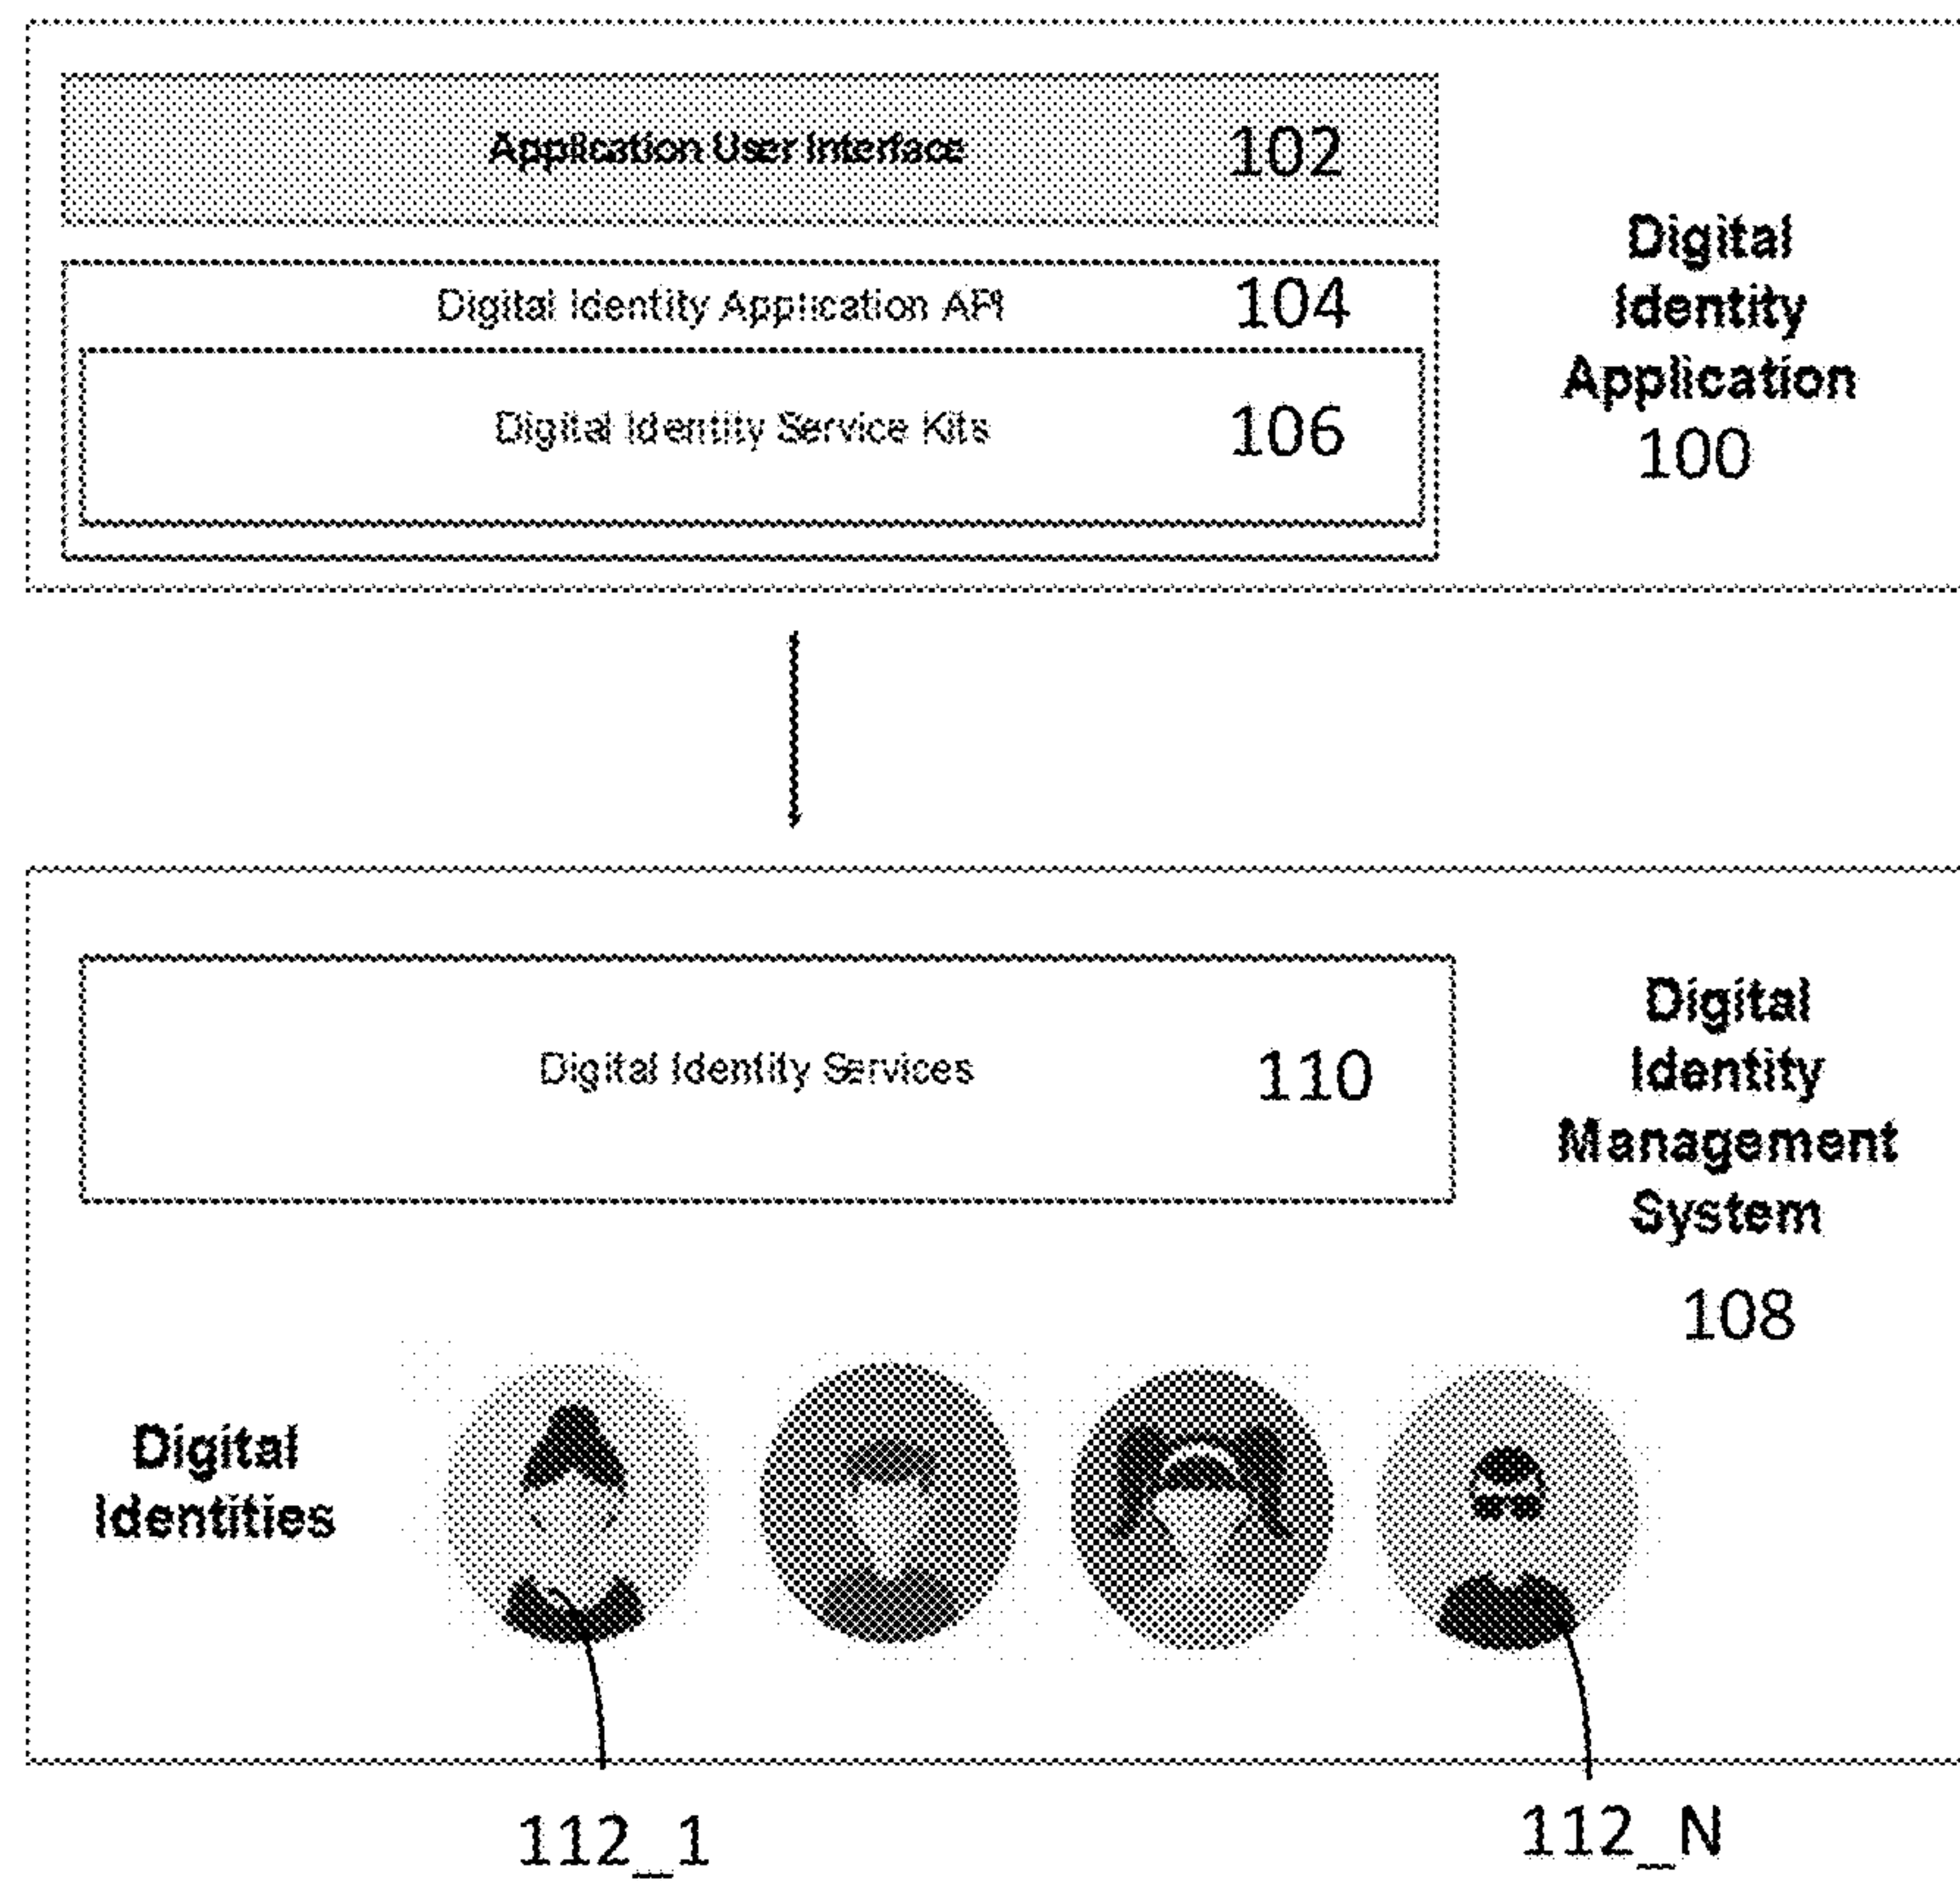 Application User Interface 102
Digital Identity Application API 104
Digital Identity Service Kits 106
Digital
Identity
Application
100
Digital Identity Services 110
Digital
Identity
Management
System
108
Digital
Identities
112_1
112_N